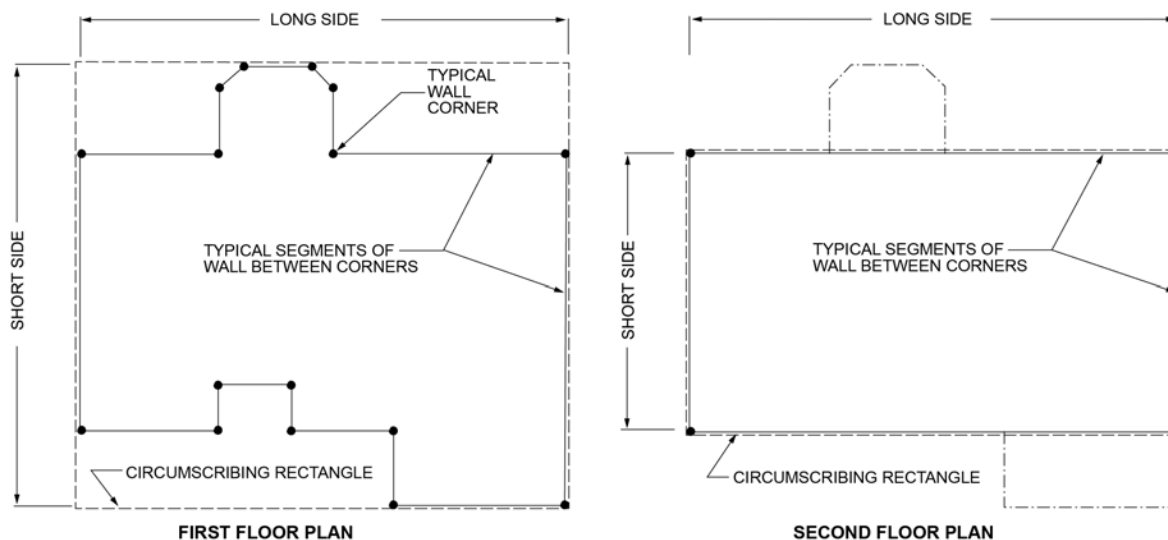 LONG SIDE
TYPICAL
WALL
CORNER
SHORT SIDE
TYPICAL SEGMENTS OF
WALL BETWEEN CORNERS
CIRCUMSCRIBING RECTANGLE
FIRST FLOOR PLAN
LONG SIDE
SHORT SIDE
TYPICAL SEGMENTS OF
WALL BETWEEN CORNERS
CIRCUMSCRIBING RECTANGLE
SECOND FLOOR PLAN